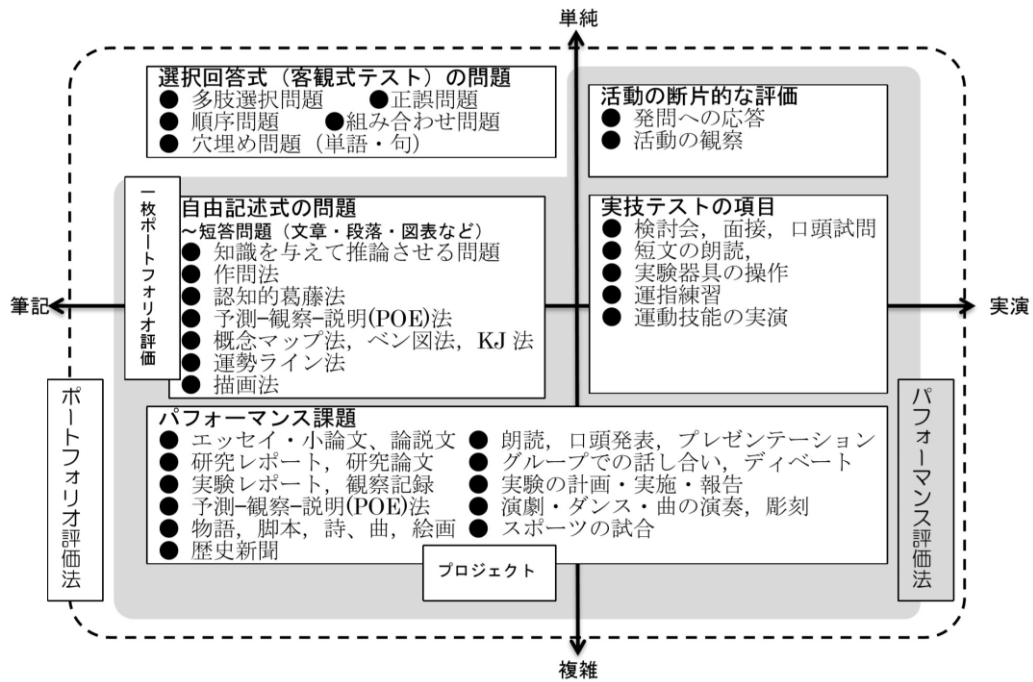 単純
選択回答式（客観式テスト）の問題
● 多肢選択問題 ●正誤問題
● 順序問題 ●組み合わせ問題
● 穴埋め問題（単語・句）
活動の断片的な評価
● 発問への応答
● 活動の観察
一枚ポートフォリオ評価
自由記述式の問題
～短答問題（文章・段落・図表など）
● 知識を与えて推論させる問題
● 作問法
● 認知的葛藤法
● 予測–観察–説明(POE)法
● 概念マップ法，ベン図法，KJ 法
● 運勢ライン法
● 描画法
実技テストの項目
● 検討会，面接，口頭試問
● 短文の朗読，
● 実験器具の操作
● 運指練習
● 運動技能の実演
筆記
実演
ポートフォリオ評価法
パフォーマンス評価法
パフォーマンス課題
● エッセイ・小論文、論説文
● 研究レポート，研究論文
● 実験レポート，観察記録
● 予測–観察–説明(POE)法
● 物語，脚本，詩、曲，絵画
● 歴史新聞
● 朗読，口頭発表，プレゼンテーション
● グループでの話し合い，ディベート
● 実験の計画・実施・報告
● 演劇・ダンス・曲の演奏，彫刻
● スポーツの試合
プロジェクト
複雑